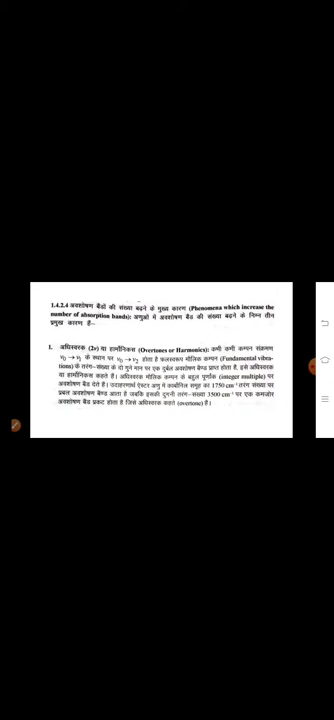 1.4.2.4 अवशोषण बैंडों की संख्या बढने के मुख्य कारण (Phenomena which increase the
number of absorption bands): अणुओं में अवशोषण बैंड की संख्या बढने के निम्न तीन
प्रमुख कारण हैं–
1. अधिस्वरक (2ν) या हार्मोनिकस (Overtones or Harmonics): कभी कभी कम्पन संक्रमण
ν₀ → ν₁ के स्थान पर ν₀ → ν₂ होता है फलस्वरूप मौलिक कम्पन (Fundamental vibra-
tions) के तरंग-संख्या के दो गुने मान पर एक दुर्बल अवशोषण बेण्ड प्राप्त होता है, इसे अधिस्वरक
या हार्मोनिकस कहते हैं। अधिस्वरक मौलिक कम्पन के बहुल पूर्णांक (integer multiple) पर
अवशोषण बैंड देते हैं। उदाहरणार्थ ऐस्टर अणु में कार्बोनिल समूह का 1750 cm⁻¹ तरंग संख्या पर
प्रबल अवशोषण बेण्ड आता है जबकि इसकी दुगनी तरंग-संख्या 3500 cm⁻¹ पर एक कमजोर
अवशोषण बैंड प्रकट होता है जिसे अधिस्वरक कहते (overtone) हैं।